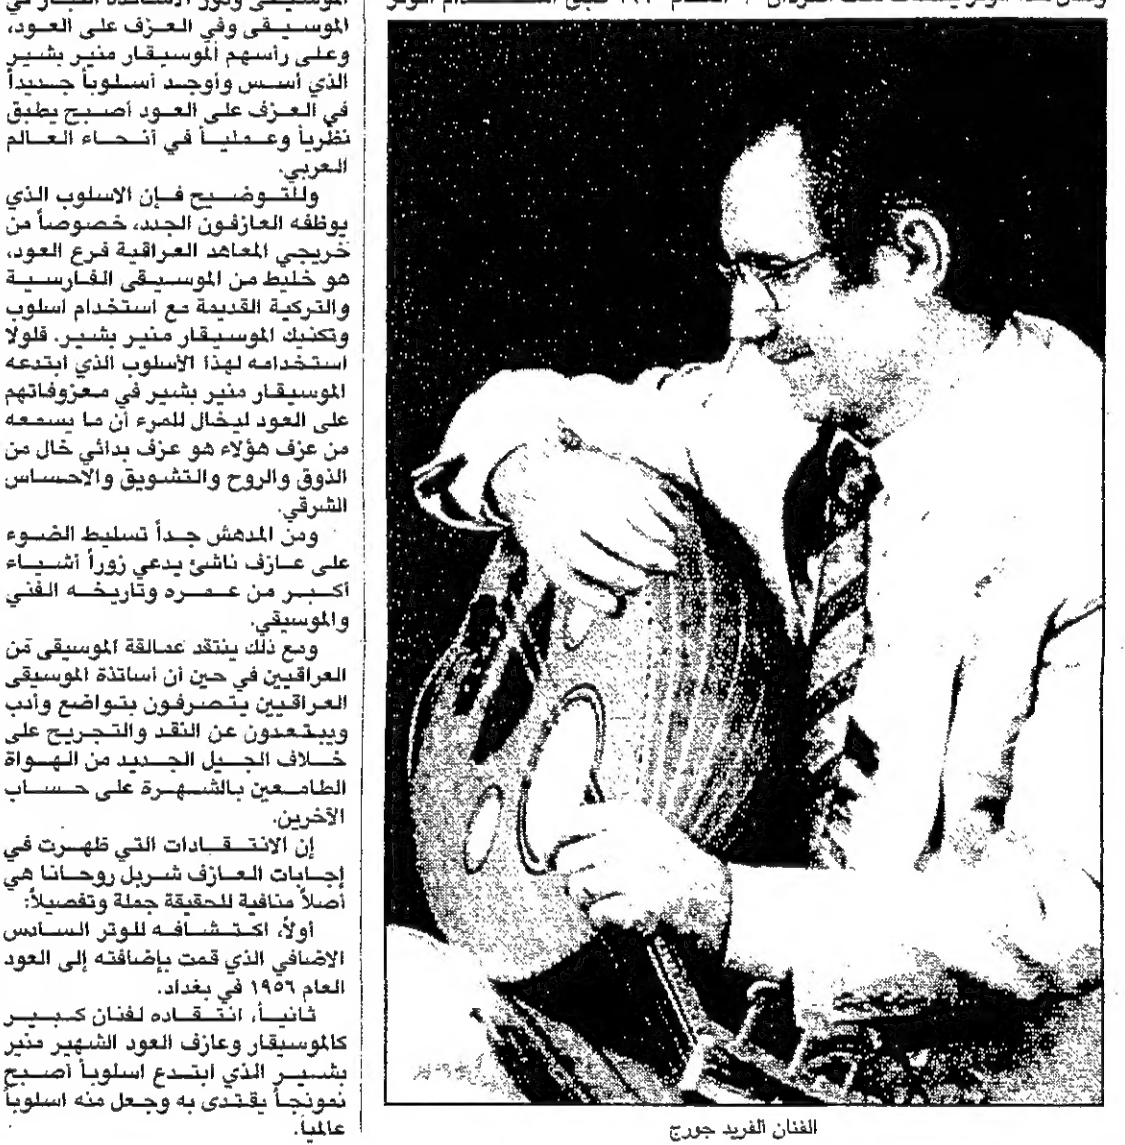 الموسيقى وفي العزف على العود،
وعلى رأسهم الموسيقار منير بشير
الذي أسس وأوجد أسلوباً جديداً
في العزف على العود أصبح يطبق
نظرياً وعملياً في أنحاء العالم
العربي.
وللتوضيح فإن الاسلوب الذي
يوظفه العازفون الجدد، خصوصاً من
خريجي المعاهد العراقية فرع العود،
هو خليط من الموسيقى الفارسية
والتركية القديمة مع استخدام اسلوب
وتكنيك الموسيقار منير بشير. فلولا
استخدامه لهذا الأسلوب الذي ابتدعه
الموسيقار منير بشير في معزوفاتهم
على العود ليخال للمرء أن ما يسمعه
من عزف هؤلاء هو عزف بدائي خال من
الذوق والروح والتشويق والاحساس
الشرقي.
ومن المدهش جداً تسليط الضوء
على عازف ناشئ يدعي زوراً أشياء
أكبر من عمره وتاريخه الفني
والموسيقي.
ومع ذلك ينتقد عمالقة الموسيقى من
العراقيين في حين أن أساتذة الموسيقى
العراقيين يتصرفون بتواضع وأدب
ويبتعدون عن النقد والتجريح على
خلاف الجيل الجديد من الهواة
الطامعين بالشهرة على حساب
الآخرين.
إن الانتقادات التي ظهرت في
إجابات العازف شربل روحانا هي
أصلاً منافية للحقيقة جملة وتفصيلاً:
أولاً، اكتشافه للوتر السادس
الاضافي الذي قمت بإضافته إلى العود
العام ١٩٥٦ في بغداد.
ثانياً، انتقاده لفنان كبير
كالموسيقار وعازف العود الشهير منير
بشير الذي ابتدع اسلوباً أصبح
نموذجاً يقتدى به وجعل منه اسلوباً
عالمياً.
الفنان الفريد جورج